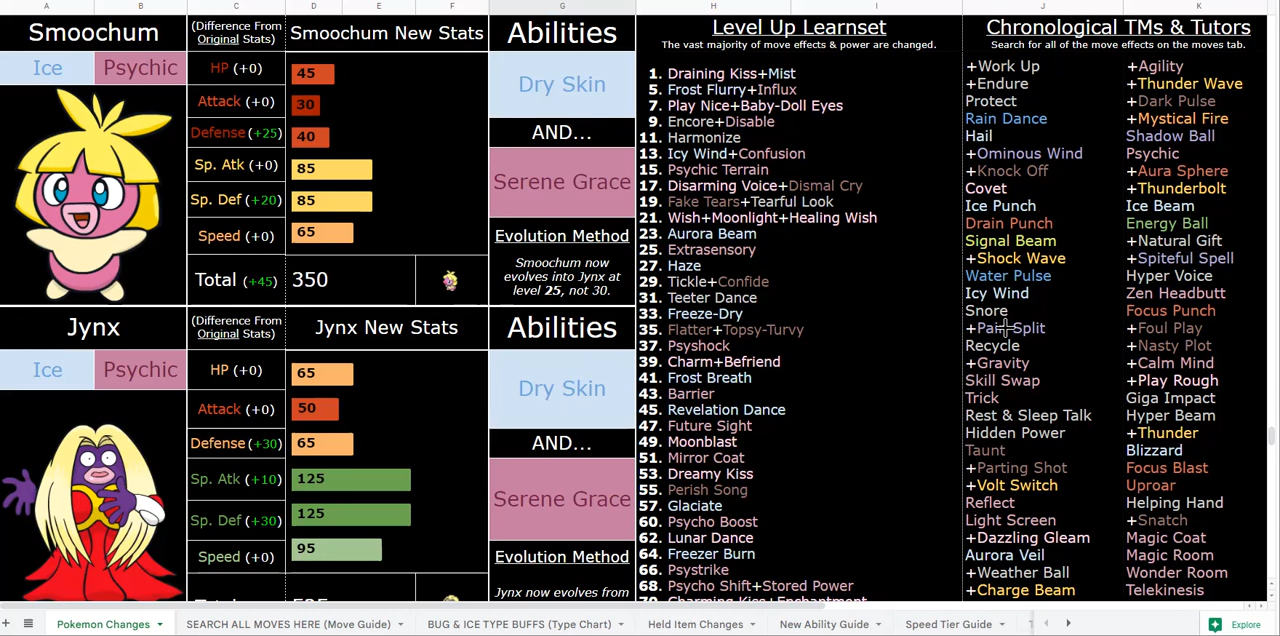 A B C D E F G H I J K
Smoochum
(Difference From
Original Stats)
Smoochum New Stats
Abilities
Ice Psychic
HP (+0) 45
Attack (+0) 30
Defense (+25) 40
Sp. Atk (+0) 85
Sp. Def (+20) 85
Speed (+0) 65
Total (+45) 350
Dry Skin
AND...
Serene Grace
Evolution Method
Smoochum now
evolves into Jynx at
level 25, not 30.
Jynx
(Difference From
Original Stats)
Jynx New Stats
Abilities
Ice Psychic
HP (+0) 65
Attack (+0) 50
Defense (+30) 65
Sp. Atk (+10) 125
Sp. Def (+30) 125
Speed (+0) 95
Dry Skin
AND...
Serene Grace
Evolution Method
Jynx now evolves from
Level Up Learnset
The vast majority of move effects & power are changed.
1. Draining Kiss+Mist
5. Frost Flurry+Influx
7. Play Nice+Baby-Doll Eyes
9. Encore+Disable
11. Harmonize
13. Icy Wind+Confusion
15. Psychic Terrain
17. Disarming Voice+Dismal Cry
19. Fake Tears+Tearful Look
21. Wish+Moonlight+Healing Wish
23. Aurora Beam
25. Extrasensory
27. Haze
29. Tickle+Confide
31. Teeter Dance
33. Freeze-Dry
35. Flatter+Topsy-Turvy
37. Psyshock
39. Charm+Befriend
41. Frost Breath
43. Barrier
45. Revelation Dance
47. Future Sight
49. Moonblast
51. Mirror Coat
53. Dreamy Kiss
55. Perish Song
57. Glaciate
60. Psycho Boost
62. Lunar Dance
64. Freezer Burn
66. Psystrike
68. Psycho Shift+Stored Power
70. Charming Kiss+Enchantment
Chronological TMs & Tutors
Search for all of the move effects on the moves tab.
+Work Up
+Endure
Protect
Rain Dance
Hail
+Ominous Wind
+Knock Off
Covet
Ice Punch
Drain Punch
Signal Beam
+Shock Wave
Water Pulse
Icy Wind
Snore
+Pain Split
Recycle
+Gravity
Skill Swap
Trick
Rest & Sleep Talk
Hidden Power
Taunt
+Parting Shot
+Volt Switch
Reflect
Light Screen
+Dazzling Gleam
Aurora Veil
+Weather Ball
+Charge Beam
+Agility
+Thunder Wave
+Dark Pulse
+Mystical Fire
Shadow Ball
Psychic
+Aura Sphere
+Thunderbolt
Ice Beam
Energy Ball
+Natural Gift
+Spiteful Spell
Hyper Voice
Zen Headbutt
Focus Punch
+Foul Play
+Nasty Plot
+Calm Mind
+Play Rough
Giga Impact
Hyper Beam
+Thunder
Blizzard
Focus Blast
Uproar
Helping Hand
+Snatch
Magic Coat
Magic Room
Wonder Room
Telekinesis
Pokemon Changes SEARCH ALL MOVES HERE (Move Guide) BUG & ICE TYPE BUFFS (Type Chart) Held Item Changes New Ability Guide Speed Tier Guide Explore